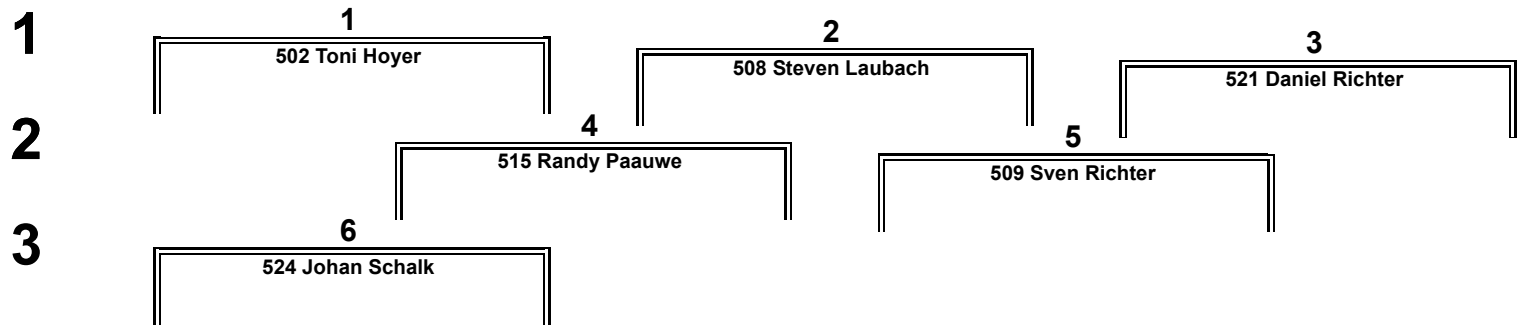 1
1
502 Toni Hoyer
2
508 Steven Laubach
3
521 Daniel Richter
2
4
515 Randy Paauwe
5
509 Sven Richter
3
6
524 Johan Schalk